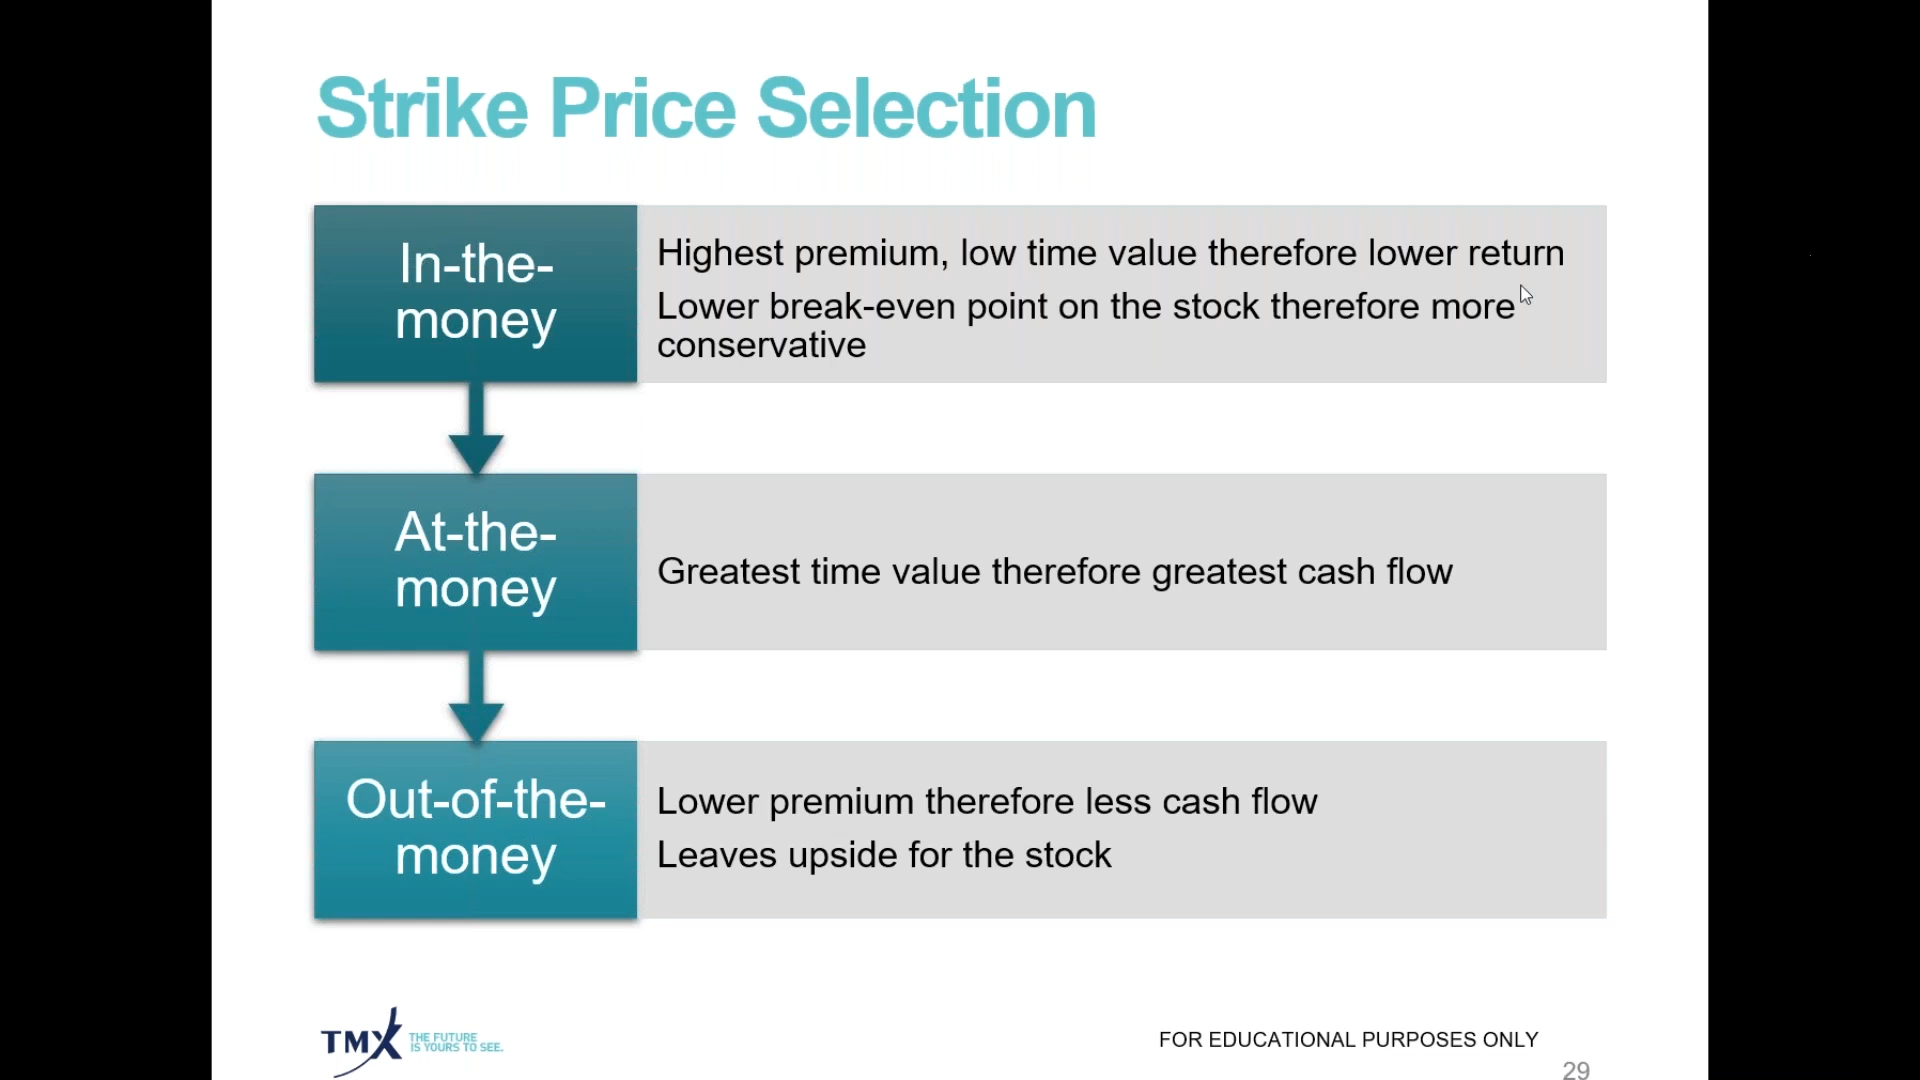 Strike Price Selection
In-the-
money
Highest premium, low time value therefore lower return
Lower break-even point on the stock therefore more
conservative
At-the-
money
Greatest time value therefore greatest cash flow
Out-of-the-
money
Lower premium therefore less cash flow
Leaves upside for the stock
TMX
THE FUTURE
IS YOURS TO SEE.
FOR EDUCATIONAL PURPOSES ONLY
29